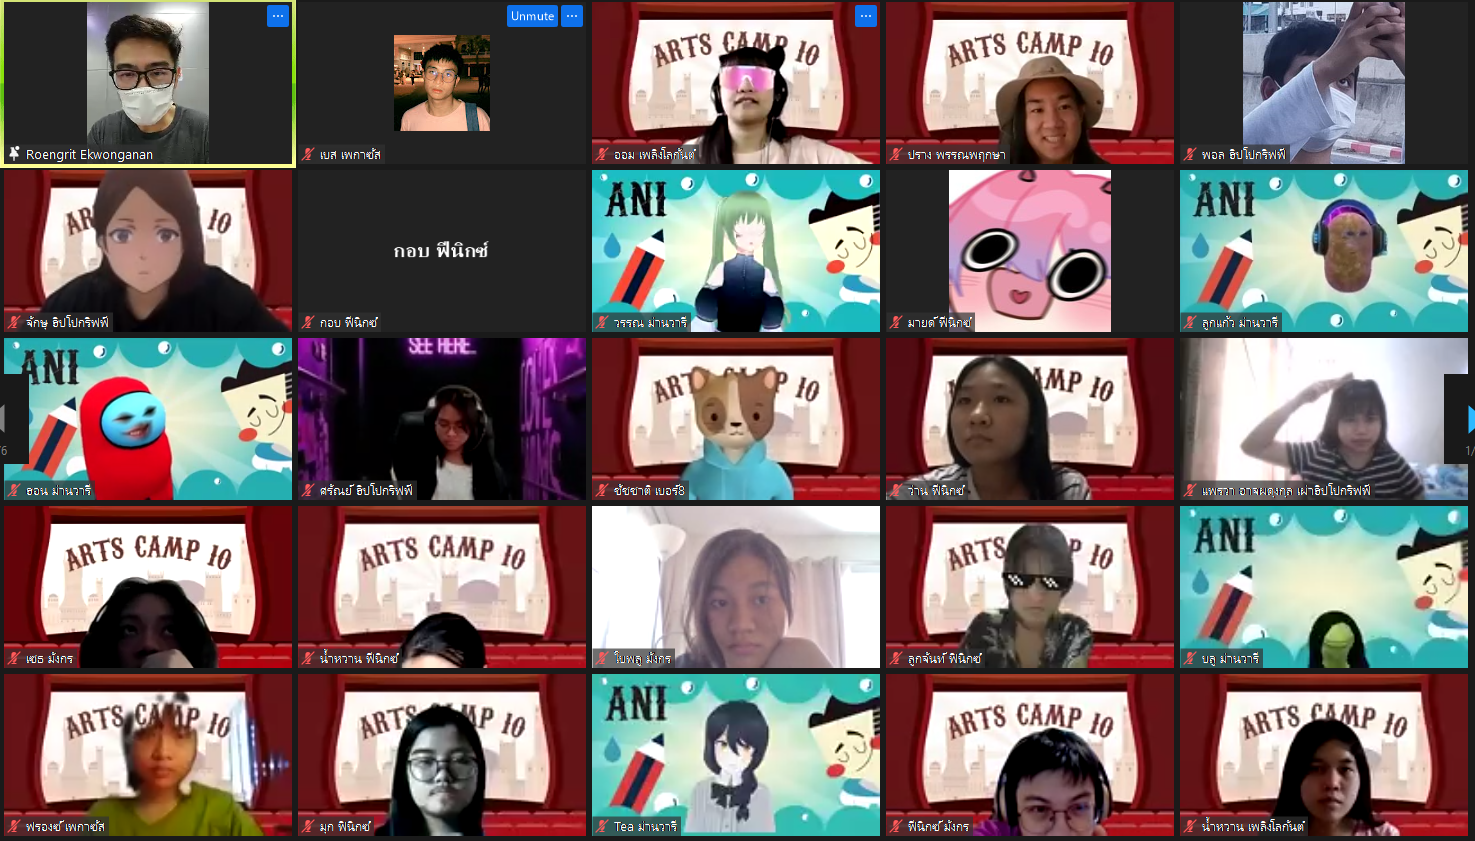 Unmute
ARTS CAMP 10
ARTS CAMP 10
Roengrit Ekwonganan
เบส เพกาซัส
ออม เพลิงโลกันต์
ปราง พรรณพฤกษา
พอล ฮิปโปกริฟฟ์
AR 10
กอบ ฟีนิกซ์
ANI
ANI
จักษุ ฮิปโปกริฟฟ์
กอบ ฟีนิกซ์
วรรณ ม่านวารี
มายด์ ฟีนิกซ์
ลูกแก้ว ม่านวารี
ANI
SEE HERE...
ARTS CAMP 10
AMP 10
ฮอน ม่านวารี
ศรัณย์ ฮิปโปกริฟฟ์
ชัชชาติ เบอร์8
ว่าน ฟีนิกซ์
แพรวา อาจผดุงกุล เผ่าฮิปโปกริฟฟ์
ARTS CAMP 10
ARTS CAMP 10
ARTS P 10
ANI
เซธ มังกร
น้ำหวาน ฟีนิกซ์
ใบพลู มังกร
ลูกจันท์ ฟินิกซ์
บลู ม่านวารี
ARTS CAMP 10
ARTS P 10
ANI
ARTS CAMP 10
ARTS CAMP 10
ฟรองซ์ เพกาซัส
มุก ฟินิกซ์
Tea ม่านวารี
ฟีนิกซ์ มังกร
น้ำหวาน เพลิงโลกันต์